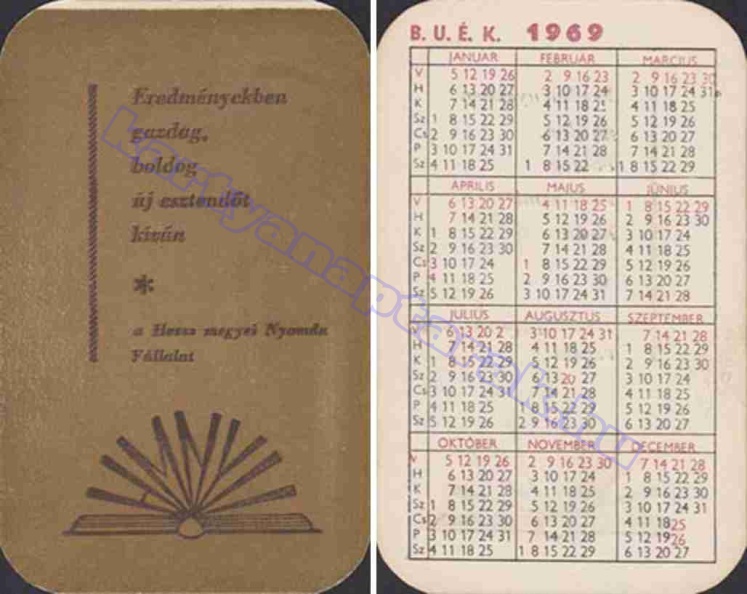 Eredményekben
gazdag,
boldog
új esztendőt
kíván
*
a Heves megyei Nyomda
Vállalat
B. U. É. K. 1969
JANUÁR FEBRUÁR MÁRCIUS
V 5 12 19 26 2 9 16 23 2 9 16 23 30
H 6 13 20 27 3 10 17 24 3 10 17 24 31
K 7 14 21 28 4 11 18 25 4 11 18 25
Sz 1 8 15 22 29 5 12 19 26 5 12 19 26
Cs 2 9 16 23 30 6 13 20 27 6 13 20 27
P 3 10 17 24 31 7 14 21 28 7 14 21 28
Sz 4 11 18 25 1 8 15 22 1 8 15 22 29
ÁPRILIS MÁJUS JÚNIUS
V 6 13 20 27 4 11 18 25 1 8 15 22 29
H 7 14 21 28 5 12 19 26 2 9 16 23 30
K 1 8 15 22 29 6 13 20 27 3 10 17 24
Sz 2 9 16 23 30 7 14 21 28 4 11 18 25
Cs 3 10 17 24 1 8 15 22 29 5 12 19 26
P 4 11 18 25 2 9 16 23 30 6 13 20 27
Sz 5 12 19 26 3 10 17 24 31 7 14 21 28
JÚLIUS AUGUSZTUS SZEPTEMBER
V 6 13 20 2 3 10 17 24 31 7 14 21 28
H 7 14 21 28 4 11 18 25 1 8 15 22 29
K 1 8 15 22 29 5 12 19 26 2 9 16 23 30
Sz 2 9 16 23 30 6 13 20 27 3 10 17 24
Cs 3 10 17 24 31 7 14 21 28 4 11 18 25
P 4 11 18 25 1 8 15 22 29 5 12 19 26
Sz 5 12 19 26 2 9 16 23 30 6 13 20 27
OKTÓBER NOVEMBER DECEMBER
V 5 12 19 26 2 9 16 23 30 7 14 21 28
H 6 13 20 27 3 10 17 24 1 8 15 22 29
K 7 14 21 28 4 11 18 25 2 9 16 23 30
Sz 1 8 15 22 29 5 12 19 26 3 10 17 24 31
Cs 2 9 16 23 30 6 13 20 27 4 11 18 25
P 3 10 17 24 31 7 14 21 28 5 12 19 26
Sz 4 11 18 25 1 8 15 22 29 6 13 20 27